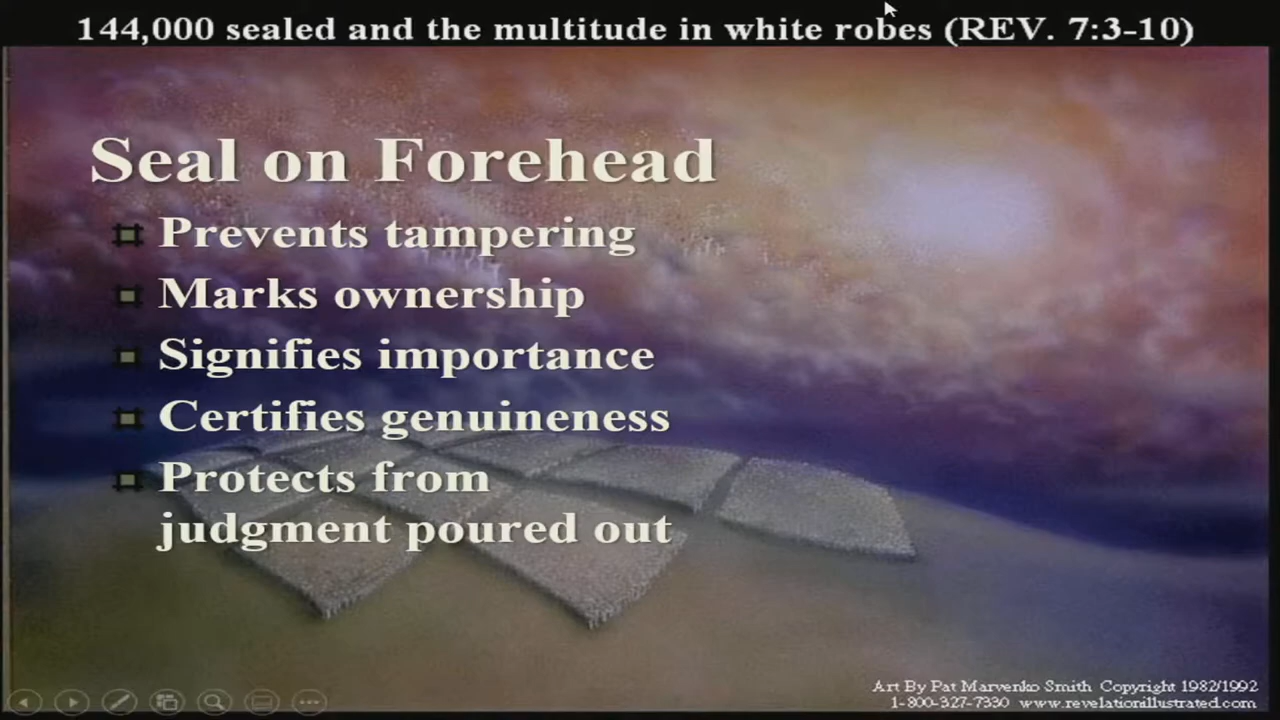 144,000 sealed and the multitude in white robes (REV. 7:3-10)
Seal on Forehead
Prevents tampering
Marks ownership
Signifies importance
Certifies genuineness
Protects from
judgment poured out
Art By Pat Marvenko Smith Copyright 1982/1992
1-800-327-7330 www.revelationillustrated.com